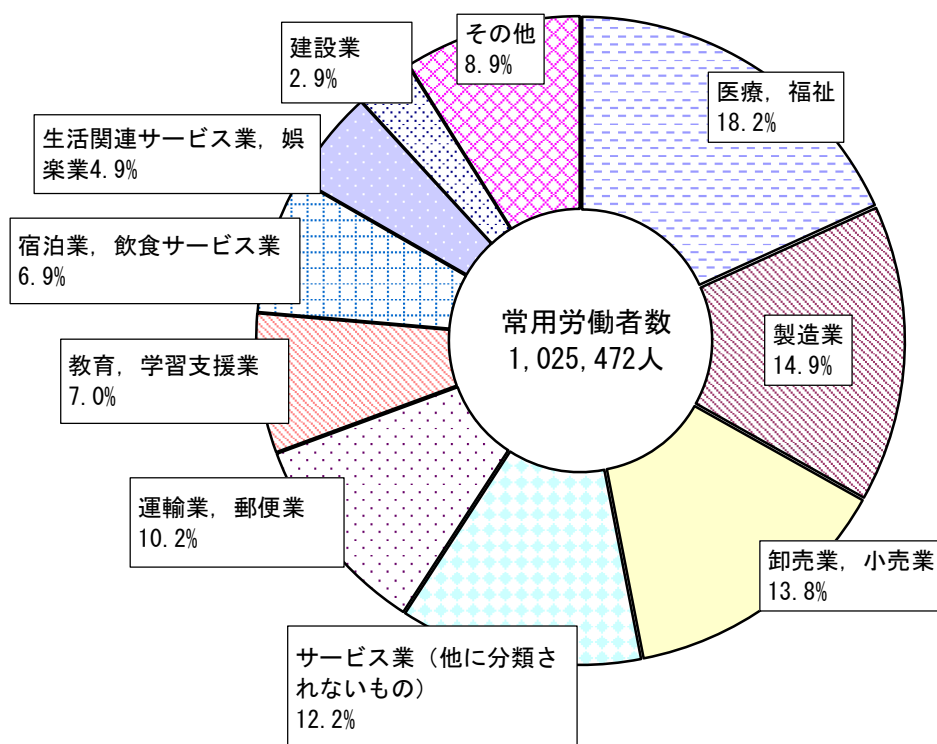 医療，福祉
18.2%
製造業
14.9%
卸売業，小売業
13.8%
サービス業（他に分類さ
れないもの）
12.2%
運輸業，郵便業
10.2%
教育，学習支援業
7.0%
宿泊業，飲食サービス業
6.9%
生活関連サービス業，娯
楽業4.9%
建設業
2.9%
その他
8.9%
常用労働者数
1,025,472人